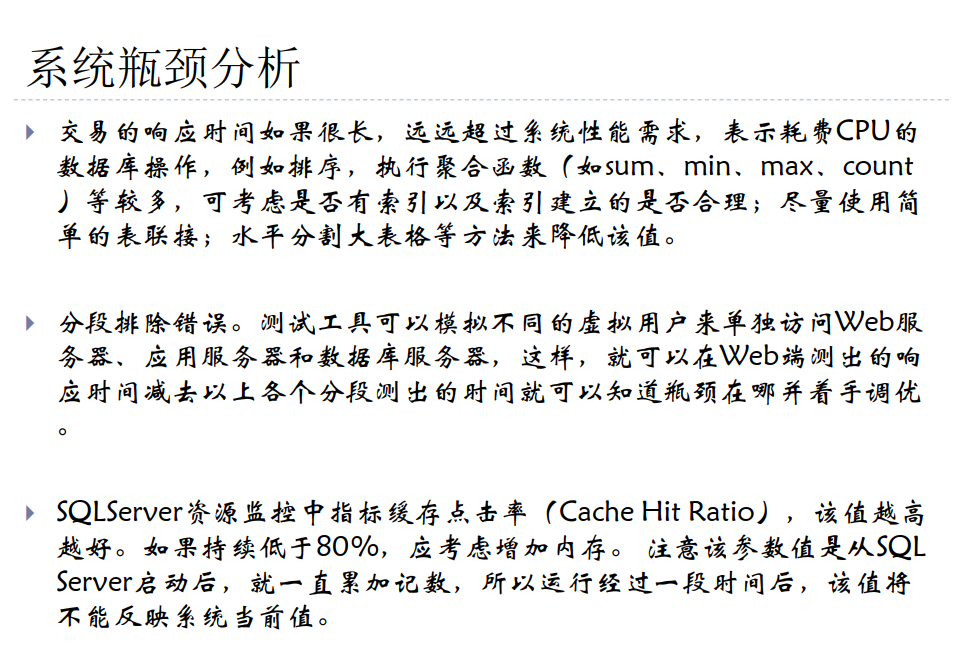 系统瓶颈分析
交易的响应时间如果很长，远远超过系统性能需求，表示耗费CPU的
数据库操作，例如排序，执行聚合函数（如sum、min、max、count
）等较多，可考虑是否有索引以及索引建立的是否合理；尽量使用简
单的表联接；水平分割大表格等方法来降低该值。
分段排除错误。测试工具可以模拟不同的虚拟用户来单独访问Web服
务器、应用服务器和数据库服务器，这样，就可以在Web端测出的响
应时间减去以上各个分段测出的时间就可以知道瓶颈在哪并着手调优
。
SQLServer资源监控中指标缓存点击率（Cache Hit Ratio），该值越高
越好。如果持续低于80%，应考虑增加内存。 注意该参数值是从SQL
Server启动后，就一直累加记数，所以运行经过一段时间后，该值将
不能反映系统当前值。